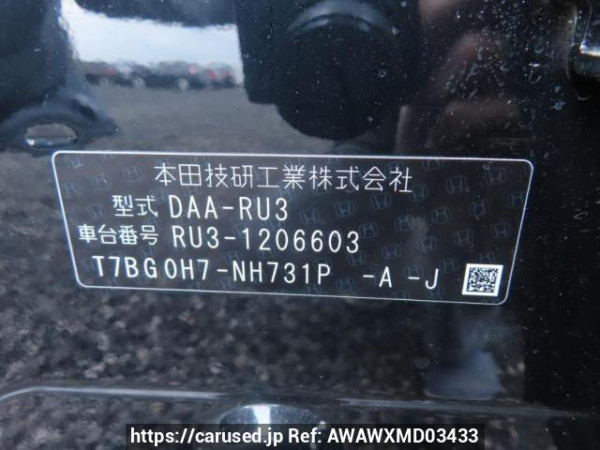 本田技研工業株式会社
型式 DAA-RU3
車台番号 RU3-1206603
T7BG0H7-NH731P -A -J
https://carused.jp Ref: AWAWXMD03433